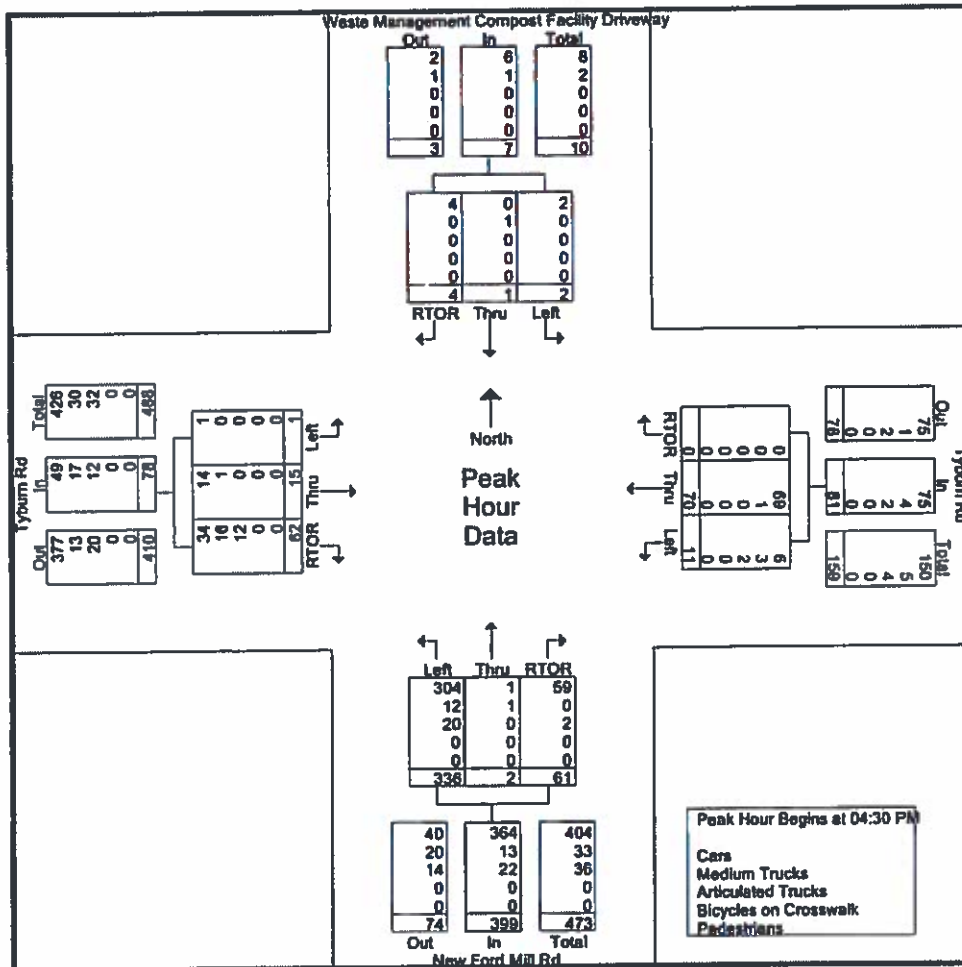 Waste Management Compost Facility Driveway
Out In Total
2 6 8
1 1 2
0 0 0
0 0 0
0 0 0
3 7 10
4 0 2
0 1 0
0 0 0
0 0 0
0 0 0
4 1 2
RTOR Thru Left
Tyburn Rd
Total 426 30 32 0 0 488
In 49 17 12 0 0 78
Out 377 13 20 0 0 410
1 0 0 0 0 1 Left
14 1 0 0 0 15 Thru
34 16 12 0 0 62 RTOR
North
Peak
Hour
Data
RTOR 0 0 0 0 0 0
Thru 70 0 0 0 1 69
Left 11 0 0 2 3 6
Out 78 0 0 2 1 75
In 81 0 0 2 4 75
Total 159 0 0 4 5 150
Tyburn Rd
Left Thru RTOR
304 1 59
12 1 0
20 0 2
0 0 0
0 0 0
336 2 61
40 364 404
20 13 33
14 22 36
0 0 0
0 0 0
74 399 473
Out In Total
New Ford Mill Rd
Peak Hour Begins at 04:30 PM
Cars
Medium Trucks
Articulated Trucks
Bicycles on Crosswalk
Pedestrians